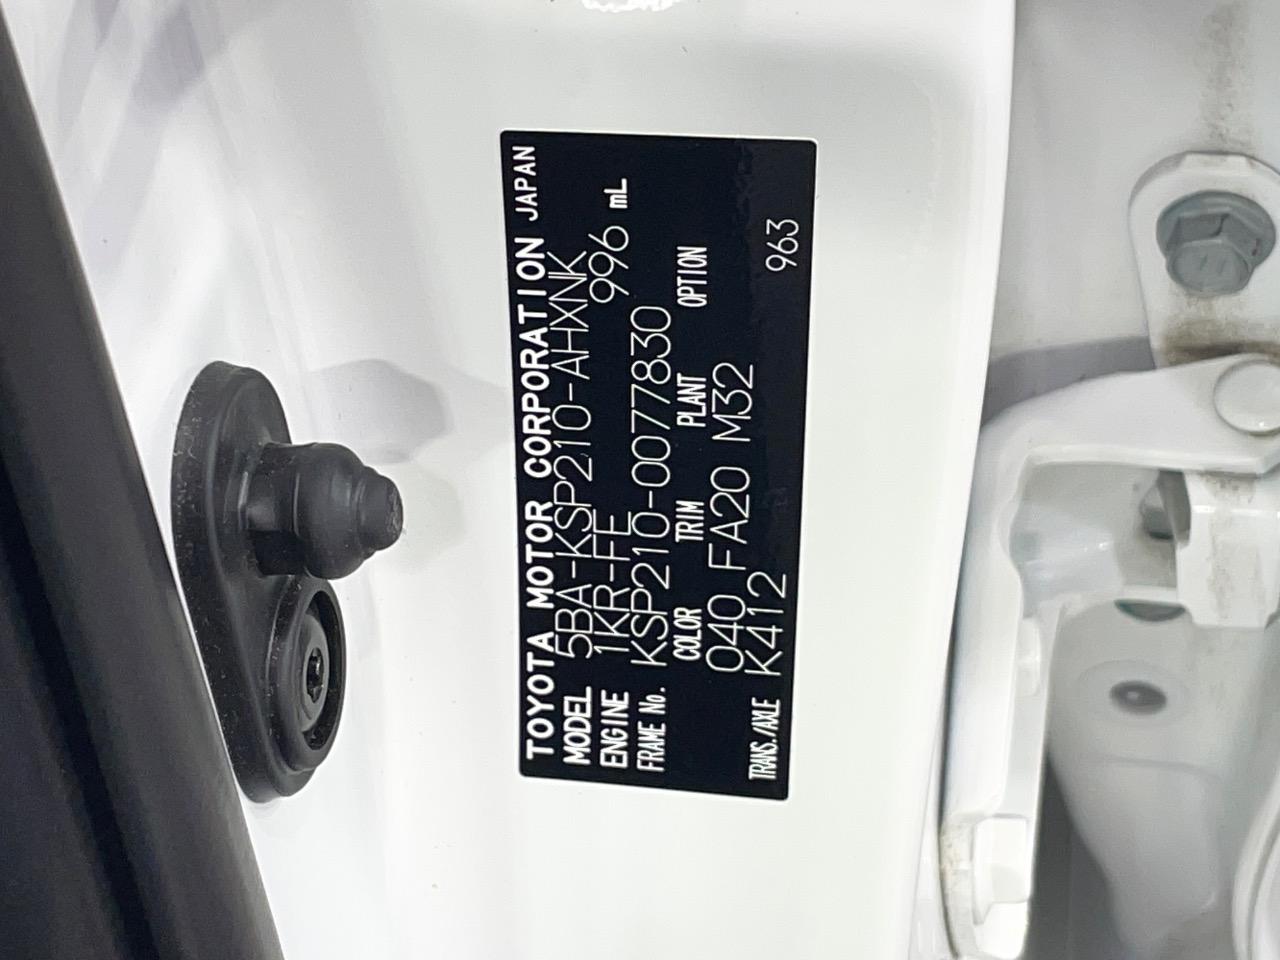 TOYOTA MOTOR CORPORATION JAPAN
MODEL 5BA-KSP210-AHXNK
ENGINE 1KR-FE 996 mL
FRAME No. KSP210-0077830
COLOR TRIM PLANT OPTION
040 FA20 M32
TRANS./AXLE K412 963